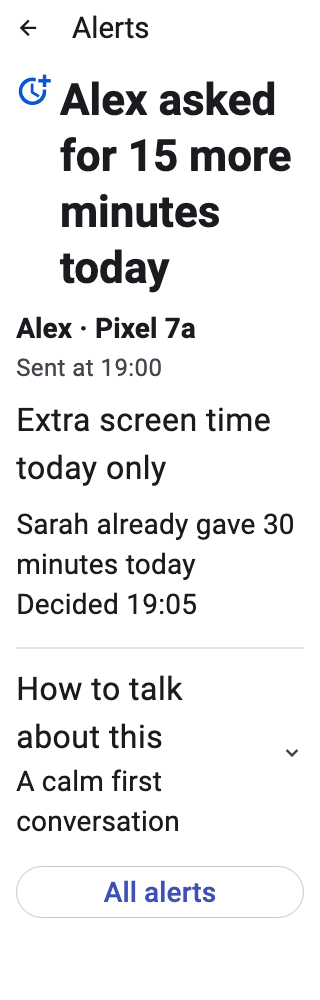 Alerts
Alex asked
for 15 more
minutes
today
Alex · Pixel 7a
Sent at 19:00
Extra screen time
today only
Sarah already gave 30
minutes today
Decided 19:05
How to talk
about this
A calm first
conversation
All alerts